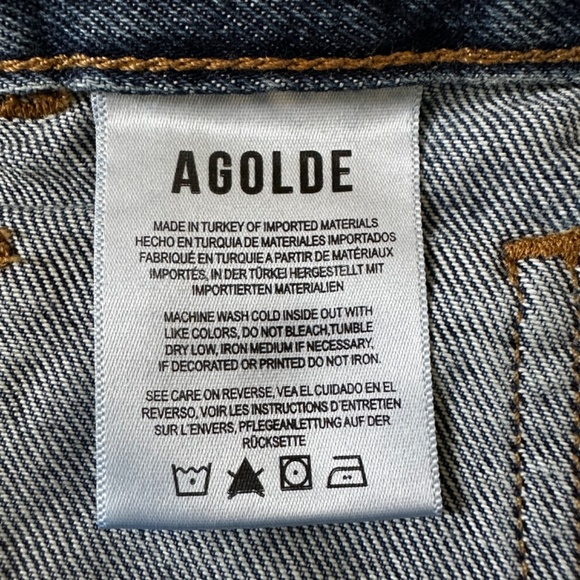 AGOLDE
MADE IN TURKEY OF IMPORTED MATERIALS
HECHO EN TURQUIA DE MATERIALES IMPORTADOS
FABRIQUÉ EN TURQUIE A PARTIR DE MATÉRIAUX
IMPORTÉS, IN DER TÜRKEI HERGESTELLT MIT
IMPORTIERTEN MATERIALIEN
MACHINE WASH COLD INSIDE OUT WITH
LIKE COLORS, DO NOT BLEACH,TUMBLE
DRY LOW, IRON MEDIUM IF NECESSARY,
IF DECORATED OR PRINTED DO NOT IRON.
SEE CARE ON REVERSE, VEA EL CUIDADO EN EL
REVERSO, VOIR LES INSTRUCTIONS D'ENTRETIEN
SUR L'ENVERS, PFLEGEANLETTUNG AUF DER
RÜCKSETTE